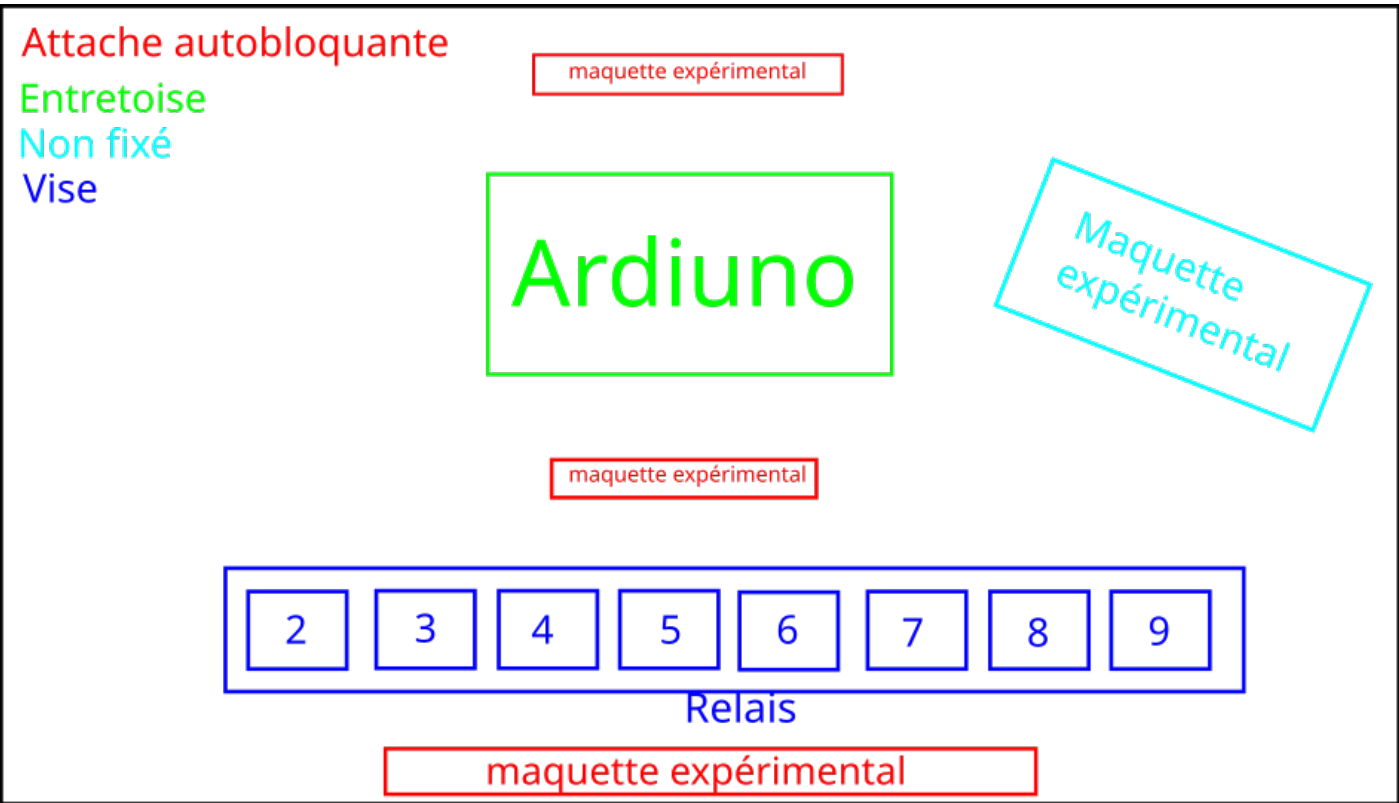 Attache autobloquante
Entretoise
Non fixé
Vise
maquette expérimental
Ardiuno
Maquette
expérimental
maquette expérimental
2 3 4 5 6 7 8 9
Relais
maquette expérimental